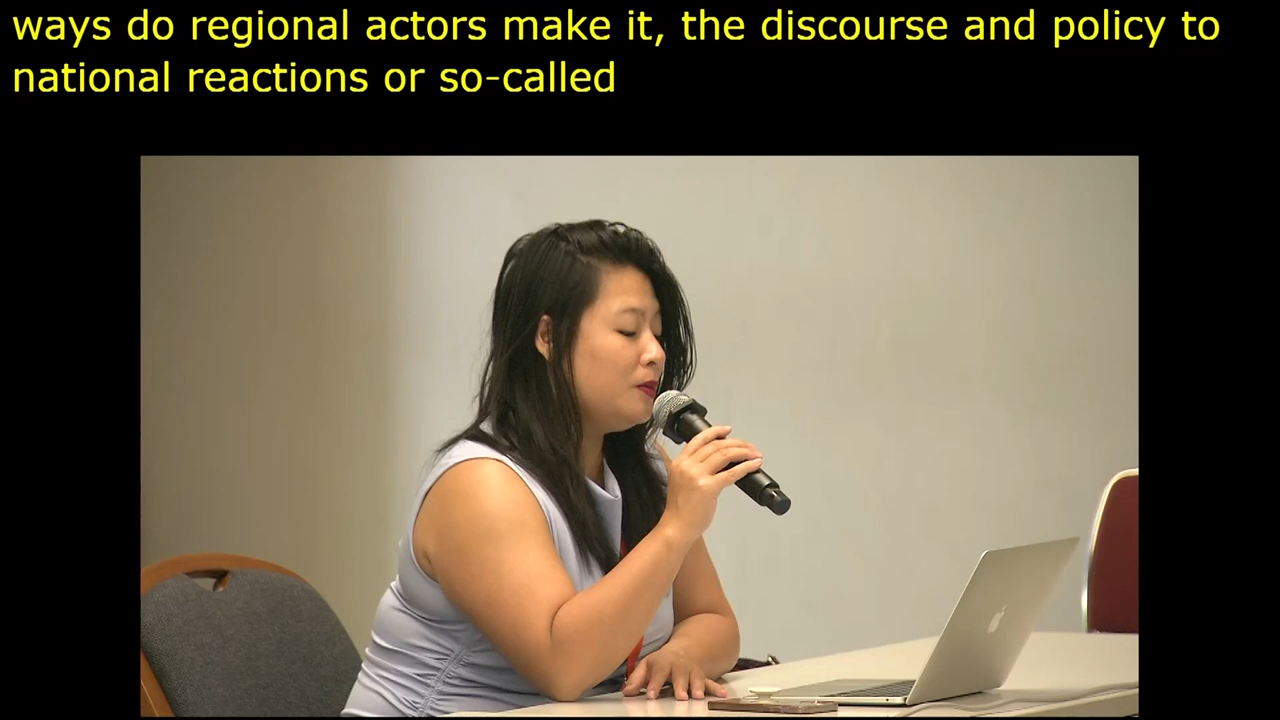 ways do regional actors make it, the discourse and policy to
national reactions or so-called